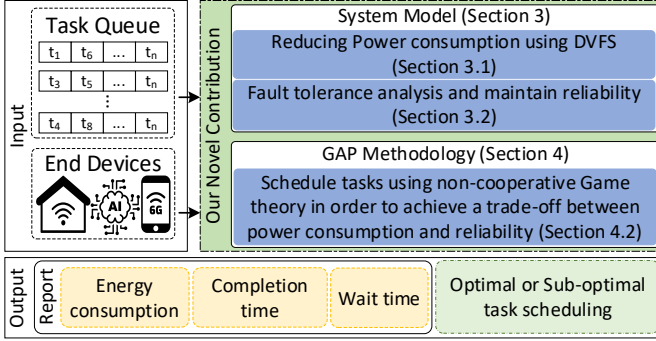 Input
Task Queue
t1 t6 ... tn
t3 t5 ... tn
⋮
t4 t8 ... tn
End Devices
AI
6G
Our Novel Contribution
System Model (Section 3)
Reducing Power consumption using DVFS
(Section 3.1)
Fault tolerance analysis and maintain reliability
(Section 3.2)
GAP Methodology (Section 4)
Schedule tasks using non-cooperative Game
theory in order to achieve a trade-off between
power consumption and reliability (Section 4.2)
Output
Report
Energy
consumption
Completion
time
Wait time
Optimal or Sub-optimal
task scheduling